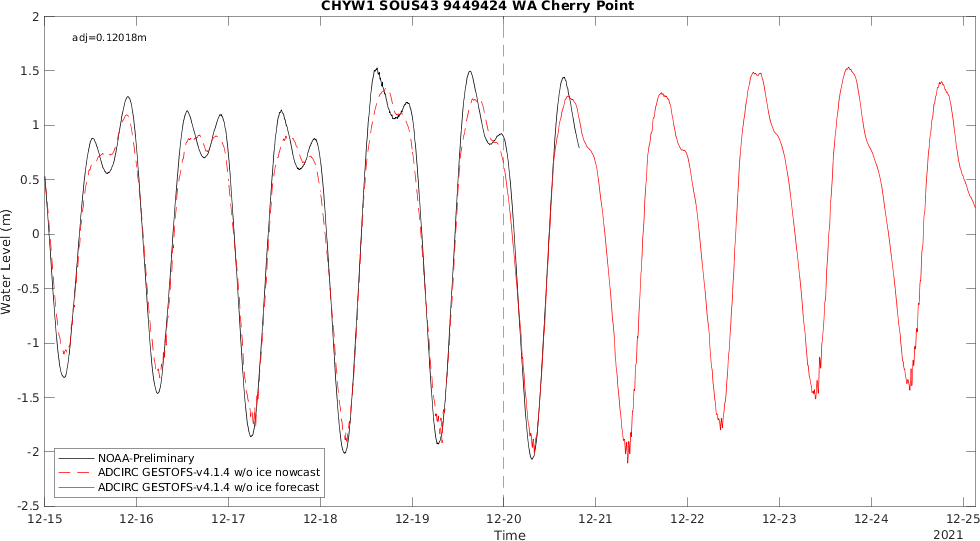 CHYW1 SOUS43 9449424 WA Cherry Point
adj=0.12018m
2
1.5
1
0.5
0
-0.5
-1
-1.5
-2
-2.5
Water Level (m)
NOAA-Preliminary
ADCIRC GESTOFS-v4.1.4 w/o ice nowcast
ADCIRC GESTOFS-v4.1.4 w/o ice forecast
12-15 12-16 12-17 12-18 12-19 12-20 12-21 12-22 12-23 12-24 12-25
Time
2021